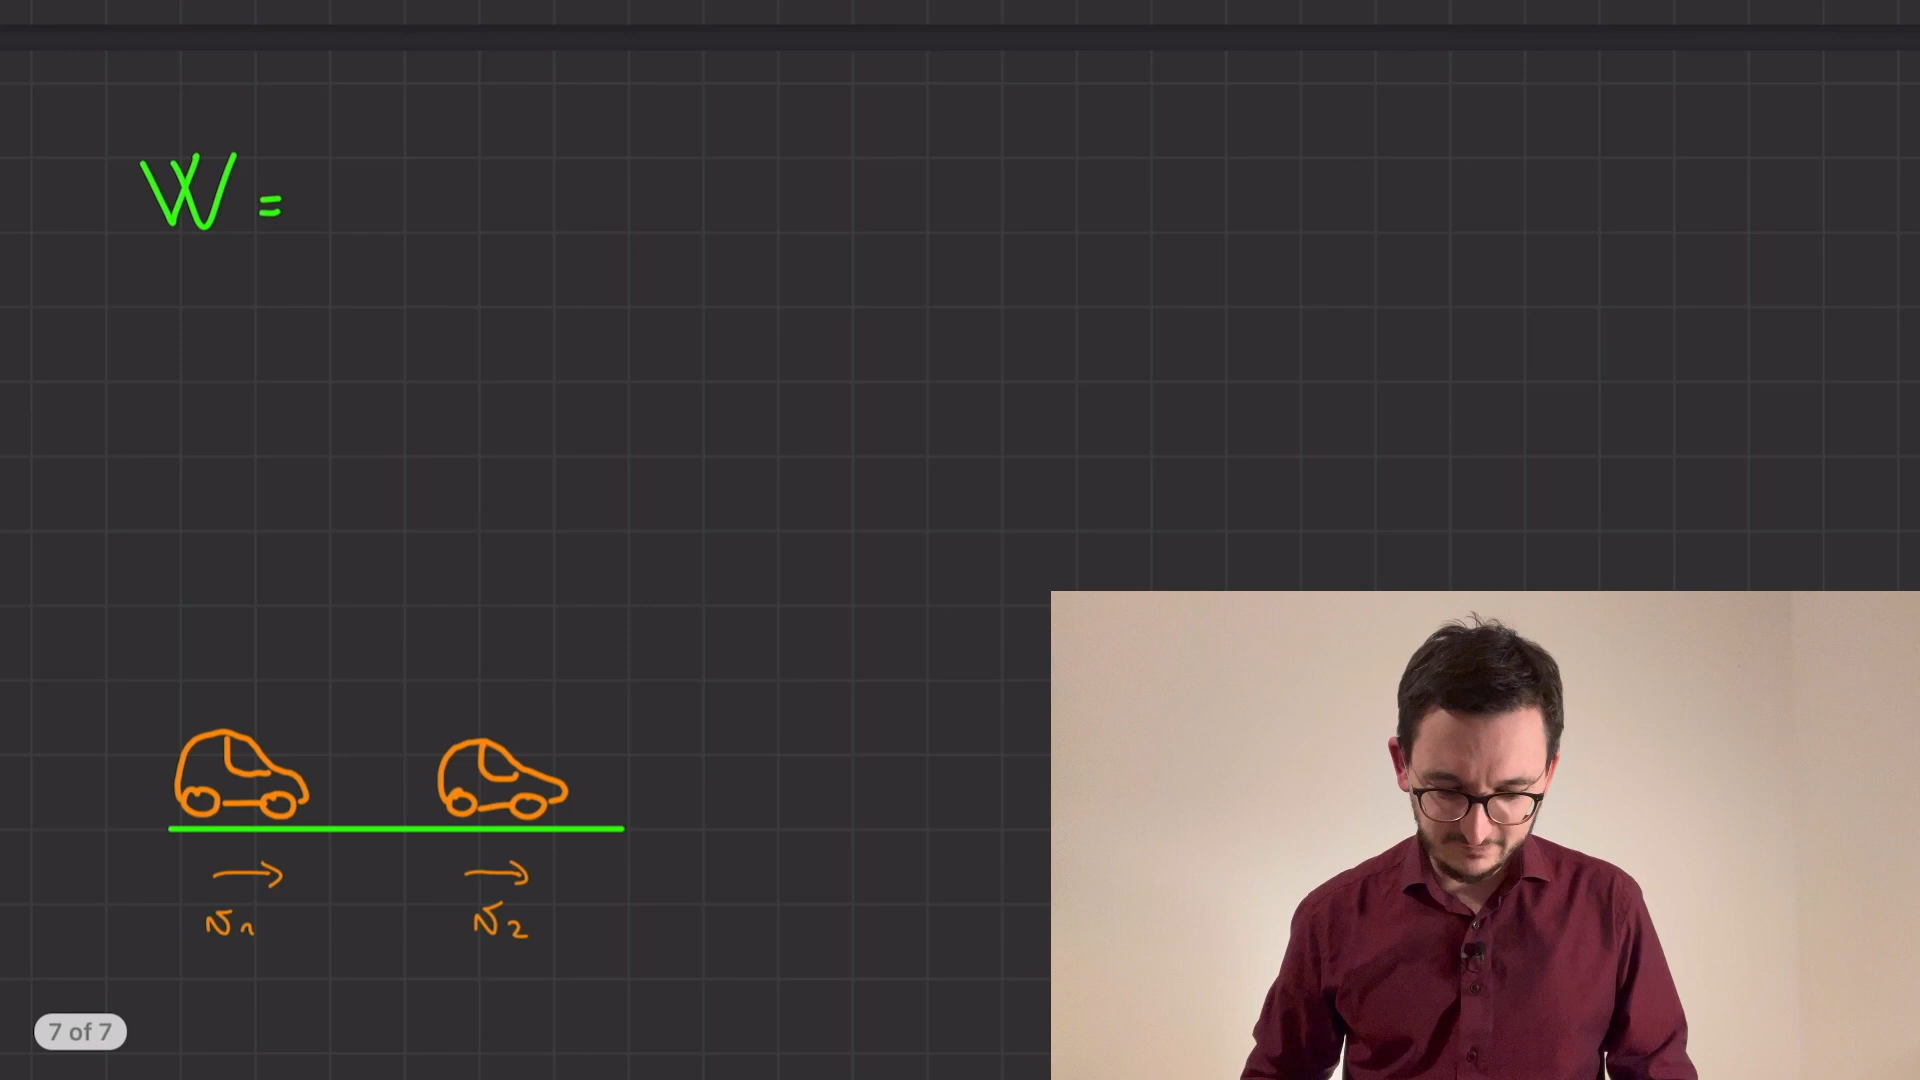 W =
v₁ v₂
7 of 7